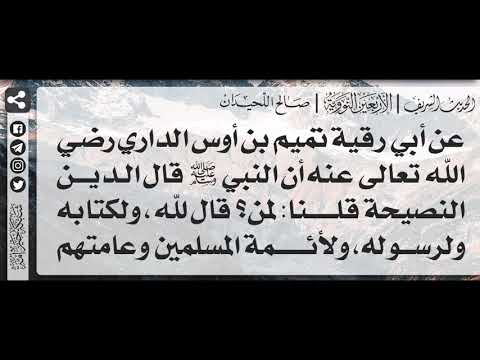 الحديث الشريف | الأربعين النووية | صالح اللحيدان
عن أبي رقية تميم بن أوس الداري رضي
الله تعالى عنه أن النبي ﷺ قال الدين
النصيحة قلنا: لمن؟ قال لله، ولكتابه
ولرسوله، ولأئمة المسلمين وعامتهم